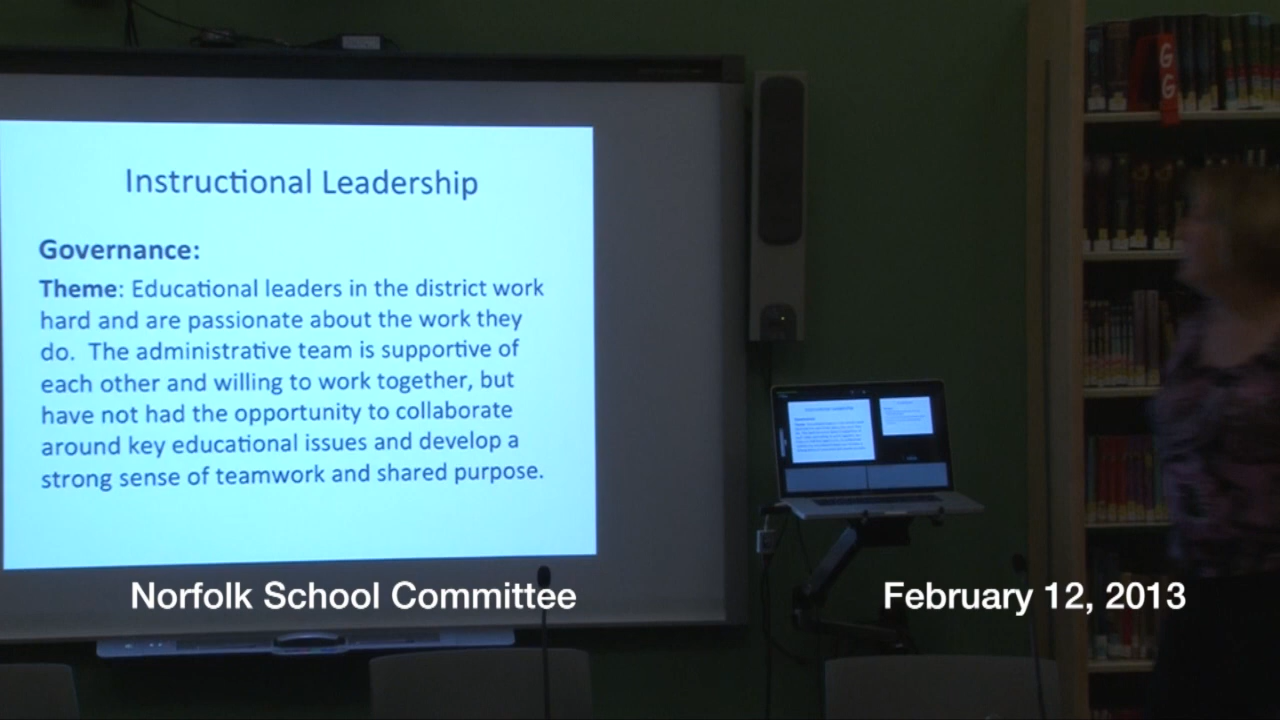 Instructional Leadership
Governance:
Theme: Educational leaders in the district work
hard and are passionate about the work they
do.  The administrative team is supportive of
each other and willing to work together, but
have not had the opportunity to collaborate
around key educational issues and develop a
strong sense of teamwork and shared purpose.
G
G
Norfolk School Committee
February 12, 2013